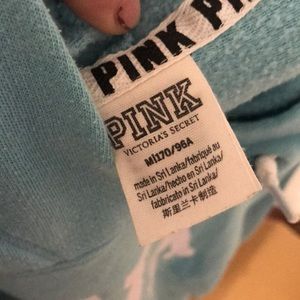 PINK PIN
PINK
VICTORIA'S SECRET
M|170/96A
made in Sri Lanka/fabriqué au
Sri Lanka/hecho en Sri Lanka/
fabbricato in Sri Lanka/
斯里兰卡制造